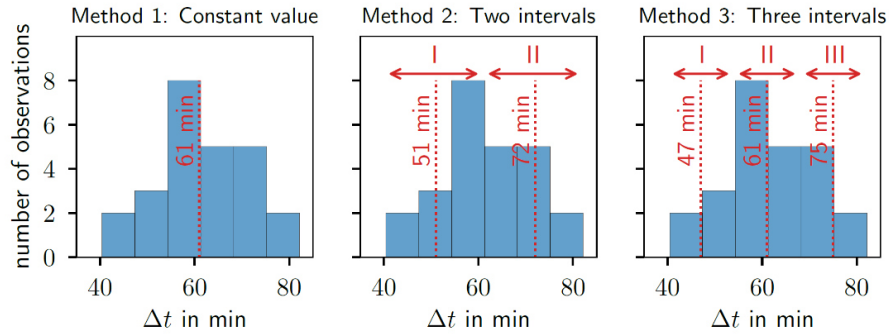 Method 1: Constant value
number of observations
8
6
4
2
0
61 min
40 60 80
Δt in min
Method 2: Two intervals
I II
51 min
72 min
40 60 80
Δt in min
Method 3: Three intervals
I II III
47 min
61 min
75 min
40 60 80
Δt in min